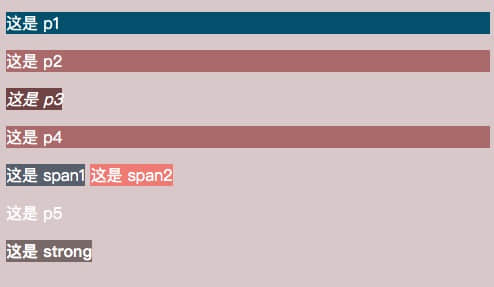 这是 p1
这是 p2
这是 p3
这是 p4
这是 span1 这是 span2
这是 p5
这是 strong